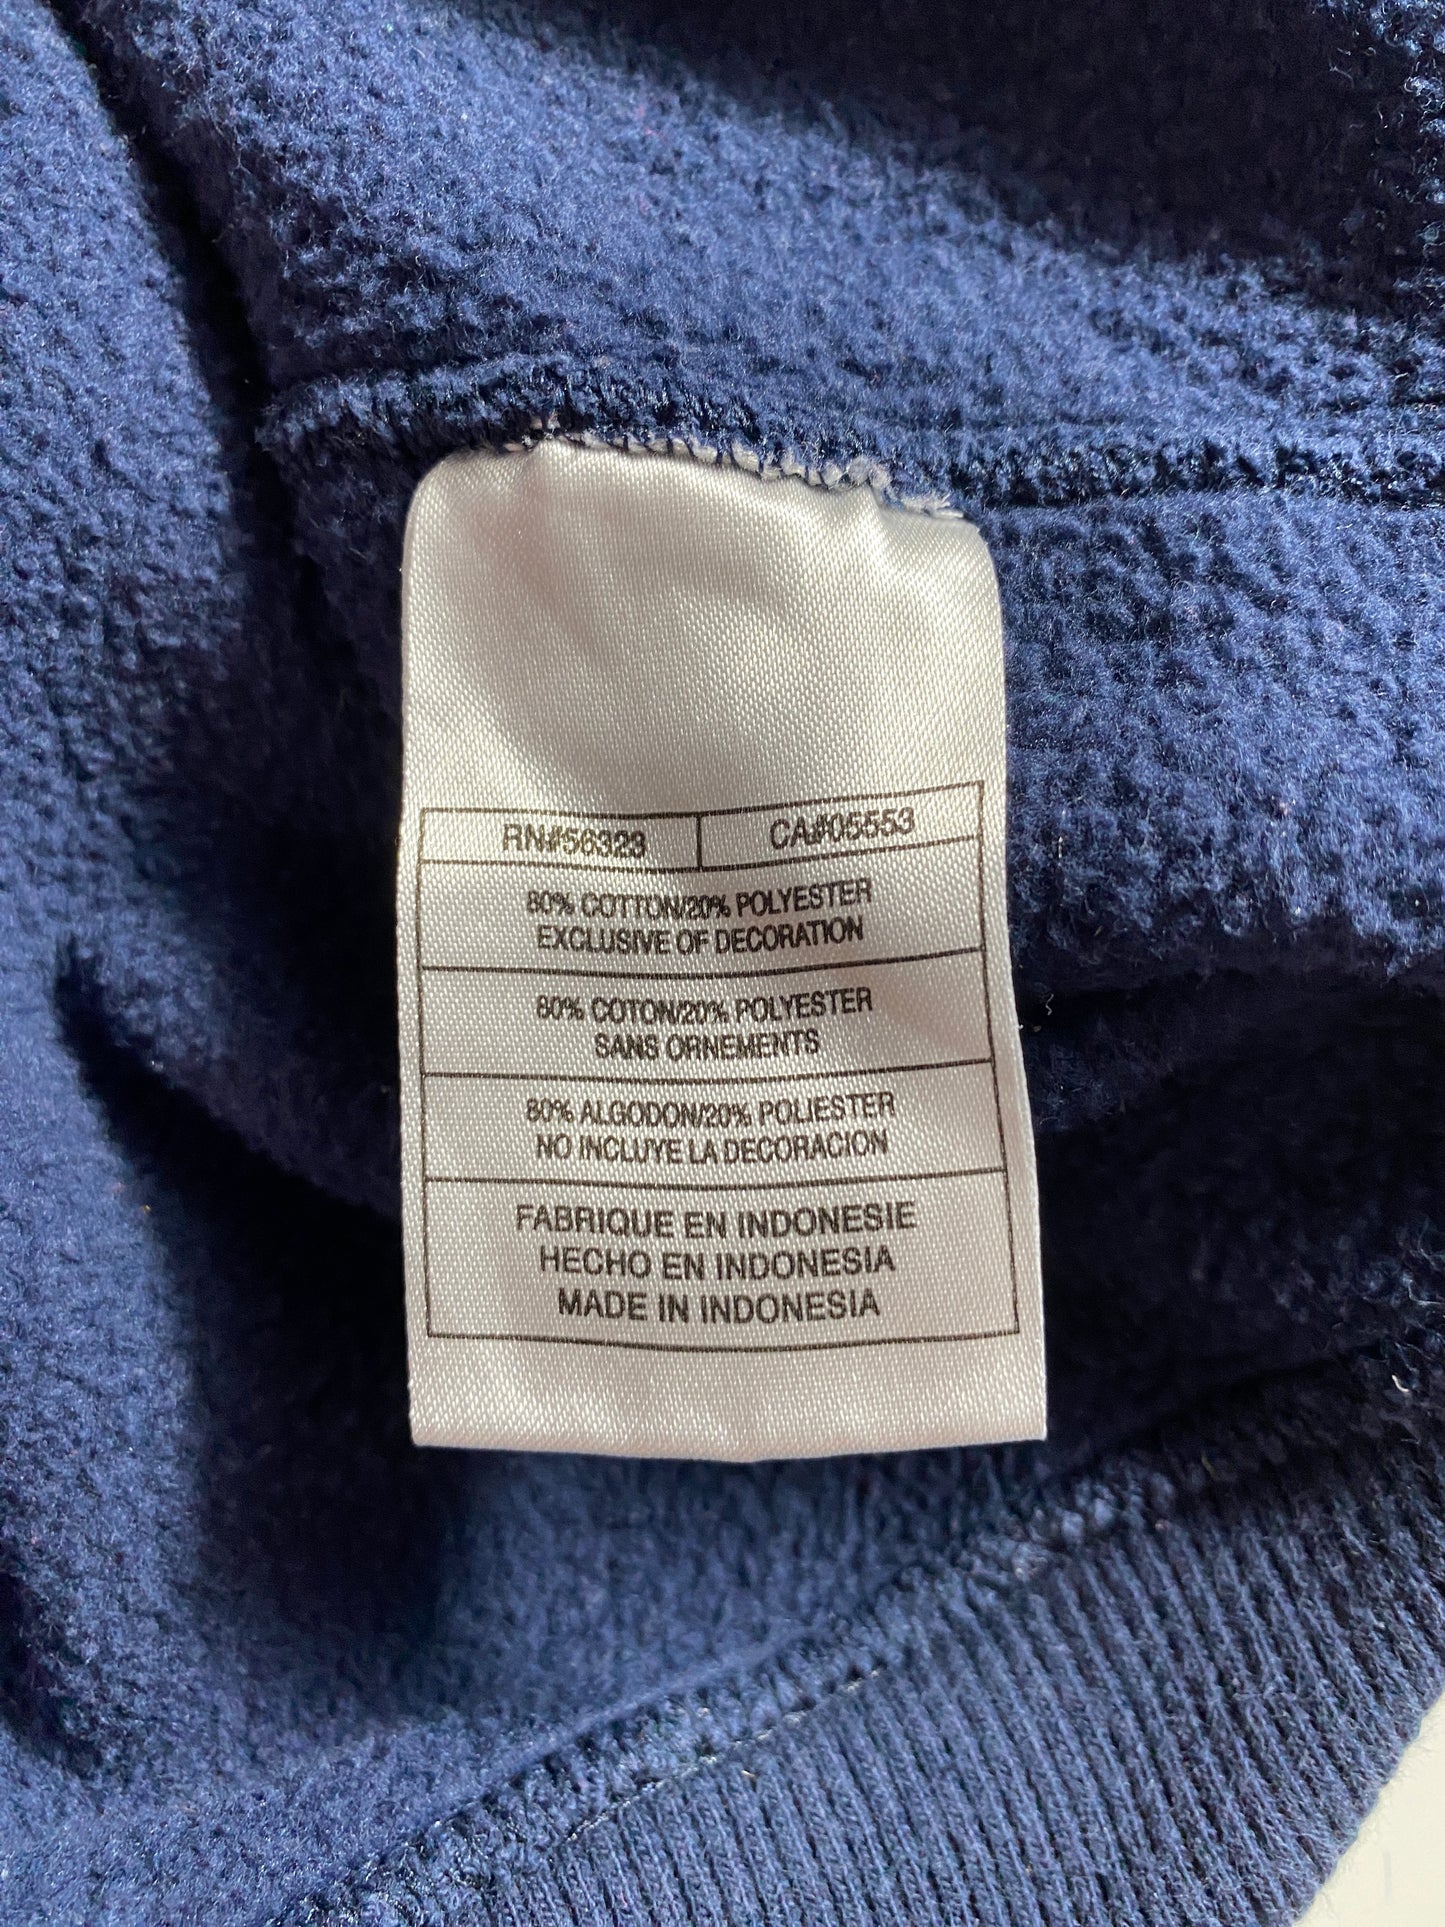 RN#56323 CA#05553
80% COTTON/20% POLYESTER
EXCLUSIVE OF DECORATION
80% COTON/20% POLYESTER
SANS ORNEMENTS
80% ALGODON/20% POLIESTER
NO INCLUYE LA DECORACION
FABRIQUE EN INDONESIE
HECHO EN INDONESIA
MADE IN INDONESIA